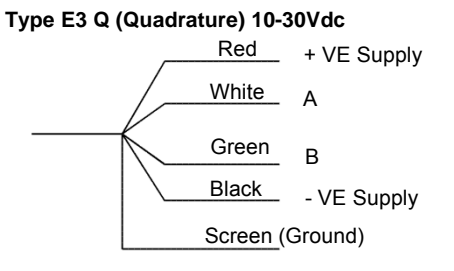 Type E3 Q (Quadrature) 10-30Vdc
Red + VE Supply
White A
Green B
Black - VE Supply
Screen (Ground)